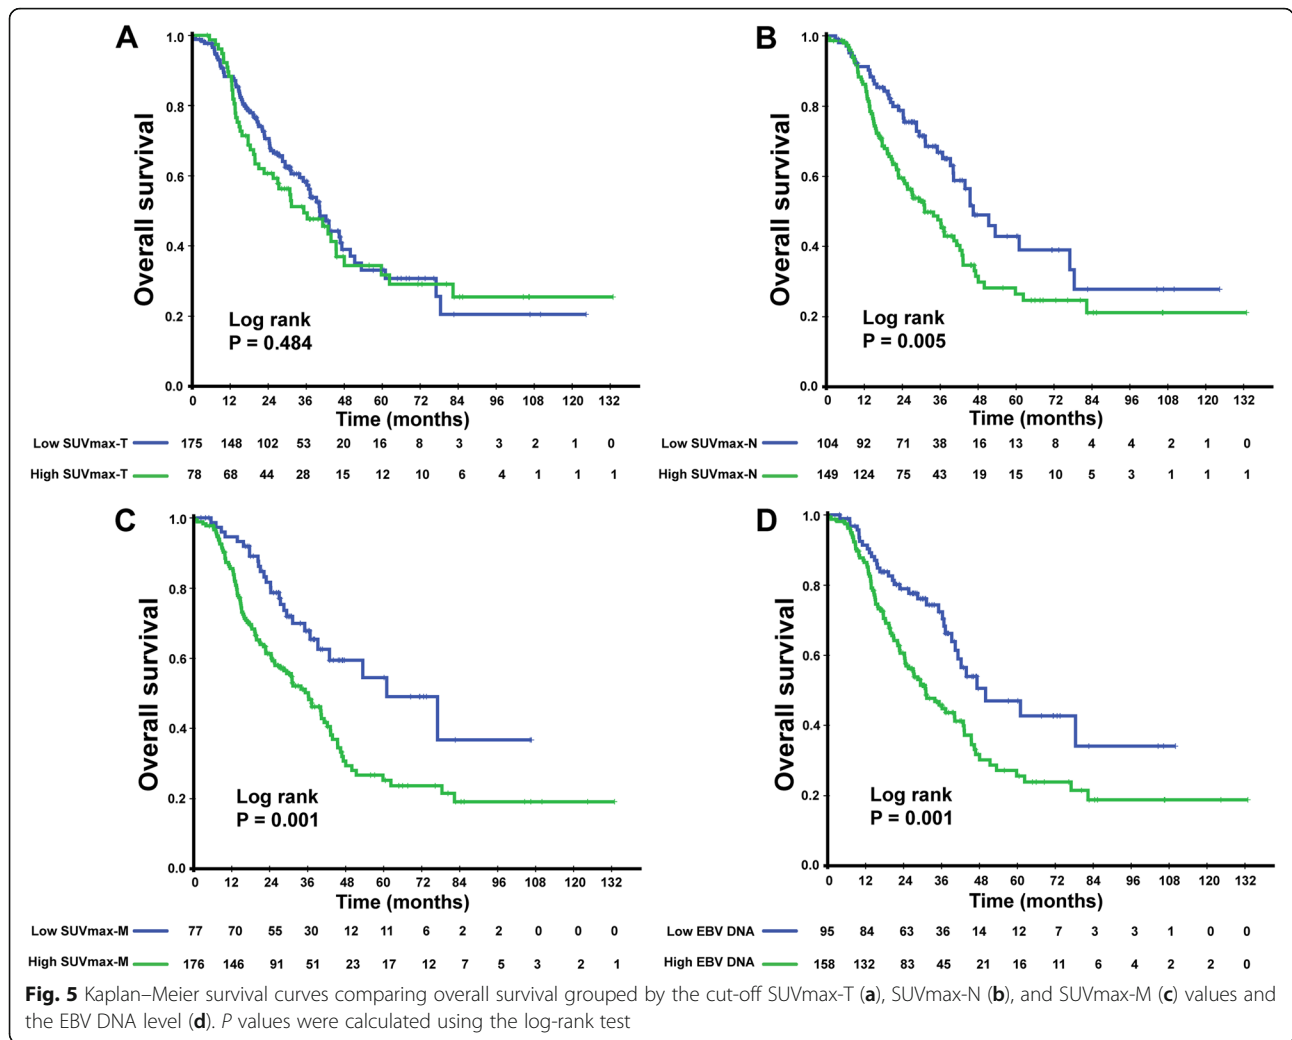 A
Overall survival
1.0
0.8
0.6
0.4
0.2
0.0
Log rank
P = 0.484
0 12 24 36 48 60 72 84 96 108 120 132
Time (months)
Low SUVmax-T 175 148 102 53 20 16 8 3 3 2 1 0
High SUVmax-T 78 68 44 28 15 12 10 6 4 1 1 1
B
Overall survival
1.0
0.8
0.6
0.4
0.2
0.0
Log rank
P = 0.005
0 12 24 36 48 60 72 84 96 108 120 132
Time (months)
Low SUVmax-N 104 92 71 38 16 13 8 4 4 2 1 0
High SUVmax-N 149 124 75 43 19 15 10 5 3 1 1 1
C
Overall survival
1.0
0.8
0.6
0.4
0.2
0.0
Log rank
P = 0.001
0 12 24 36 48 60 72 84 96 108 120 132
Time (months)
Low SUVmax-M 77 70 55 30 12 11 6 2 2 0 0 0
High SUVmax-M 176 146 91 51 23 17 12 7 5 3 2 1
D
Overall survival
1.0
0.8
0.6
0.4
0.2
0.0
Log rank
P = 0.001
0 12 24 36 48 60 72 84 96 108 120 132
Time (months)
Low EBV DNA 95 84 63 36 14 12 7 3 3 1 0 0
High EBV DNA 158 132 83 45 21 16 11 6 4 2 2 0
Fig. 5 Kaplan–Meier survival curves comparing overall survival grouped by the cut-off SUVmax-T (a), SUVmax-N (b), and SUVmax-M (c) values and
the EBV DNA level (d). P values were calculated using the log-rank test